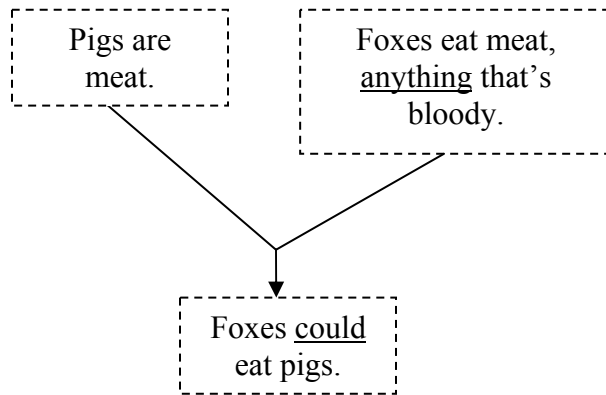 Pigs are
meat.
Foxes eat meat,
anything that's
bloody.
Foxes could
eat pigs.